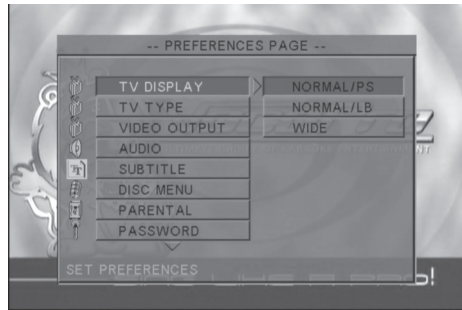 -- PREFERENCES PAGE --
TV DISPLAY NORMAL/PS
TV TYPE NORMAL/LB
VIDEO OUTPUT WIDE
AUDIO
SUBTITLE
DISC MENU
PARENTAL
PASSWORD
SET PREFERENCES